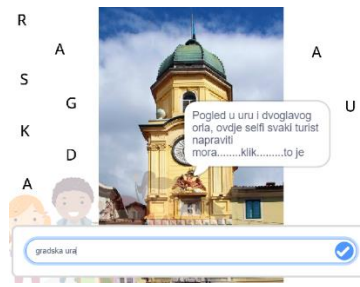 R
A
A
S
G
U
K
D
A
Pogled u uru i dvoglavog
orla, ovdje selfi svaki turist
napraviti
mora........klik.........to je
gradska ura